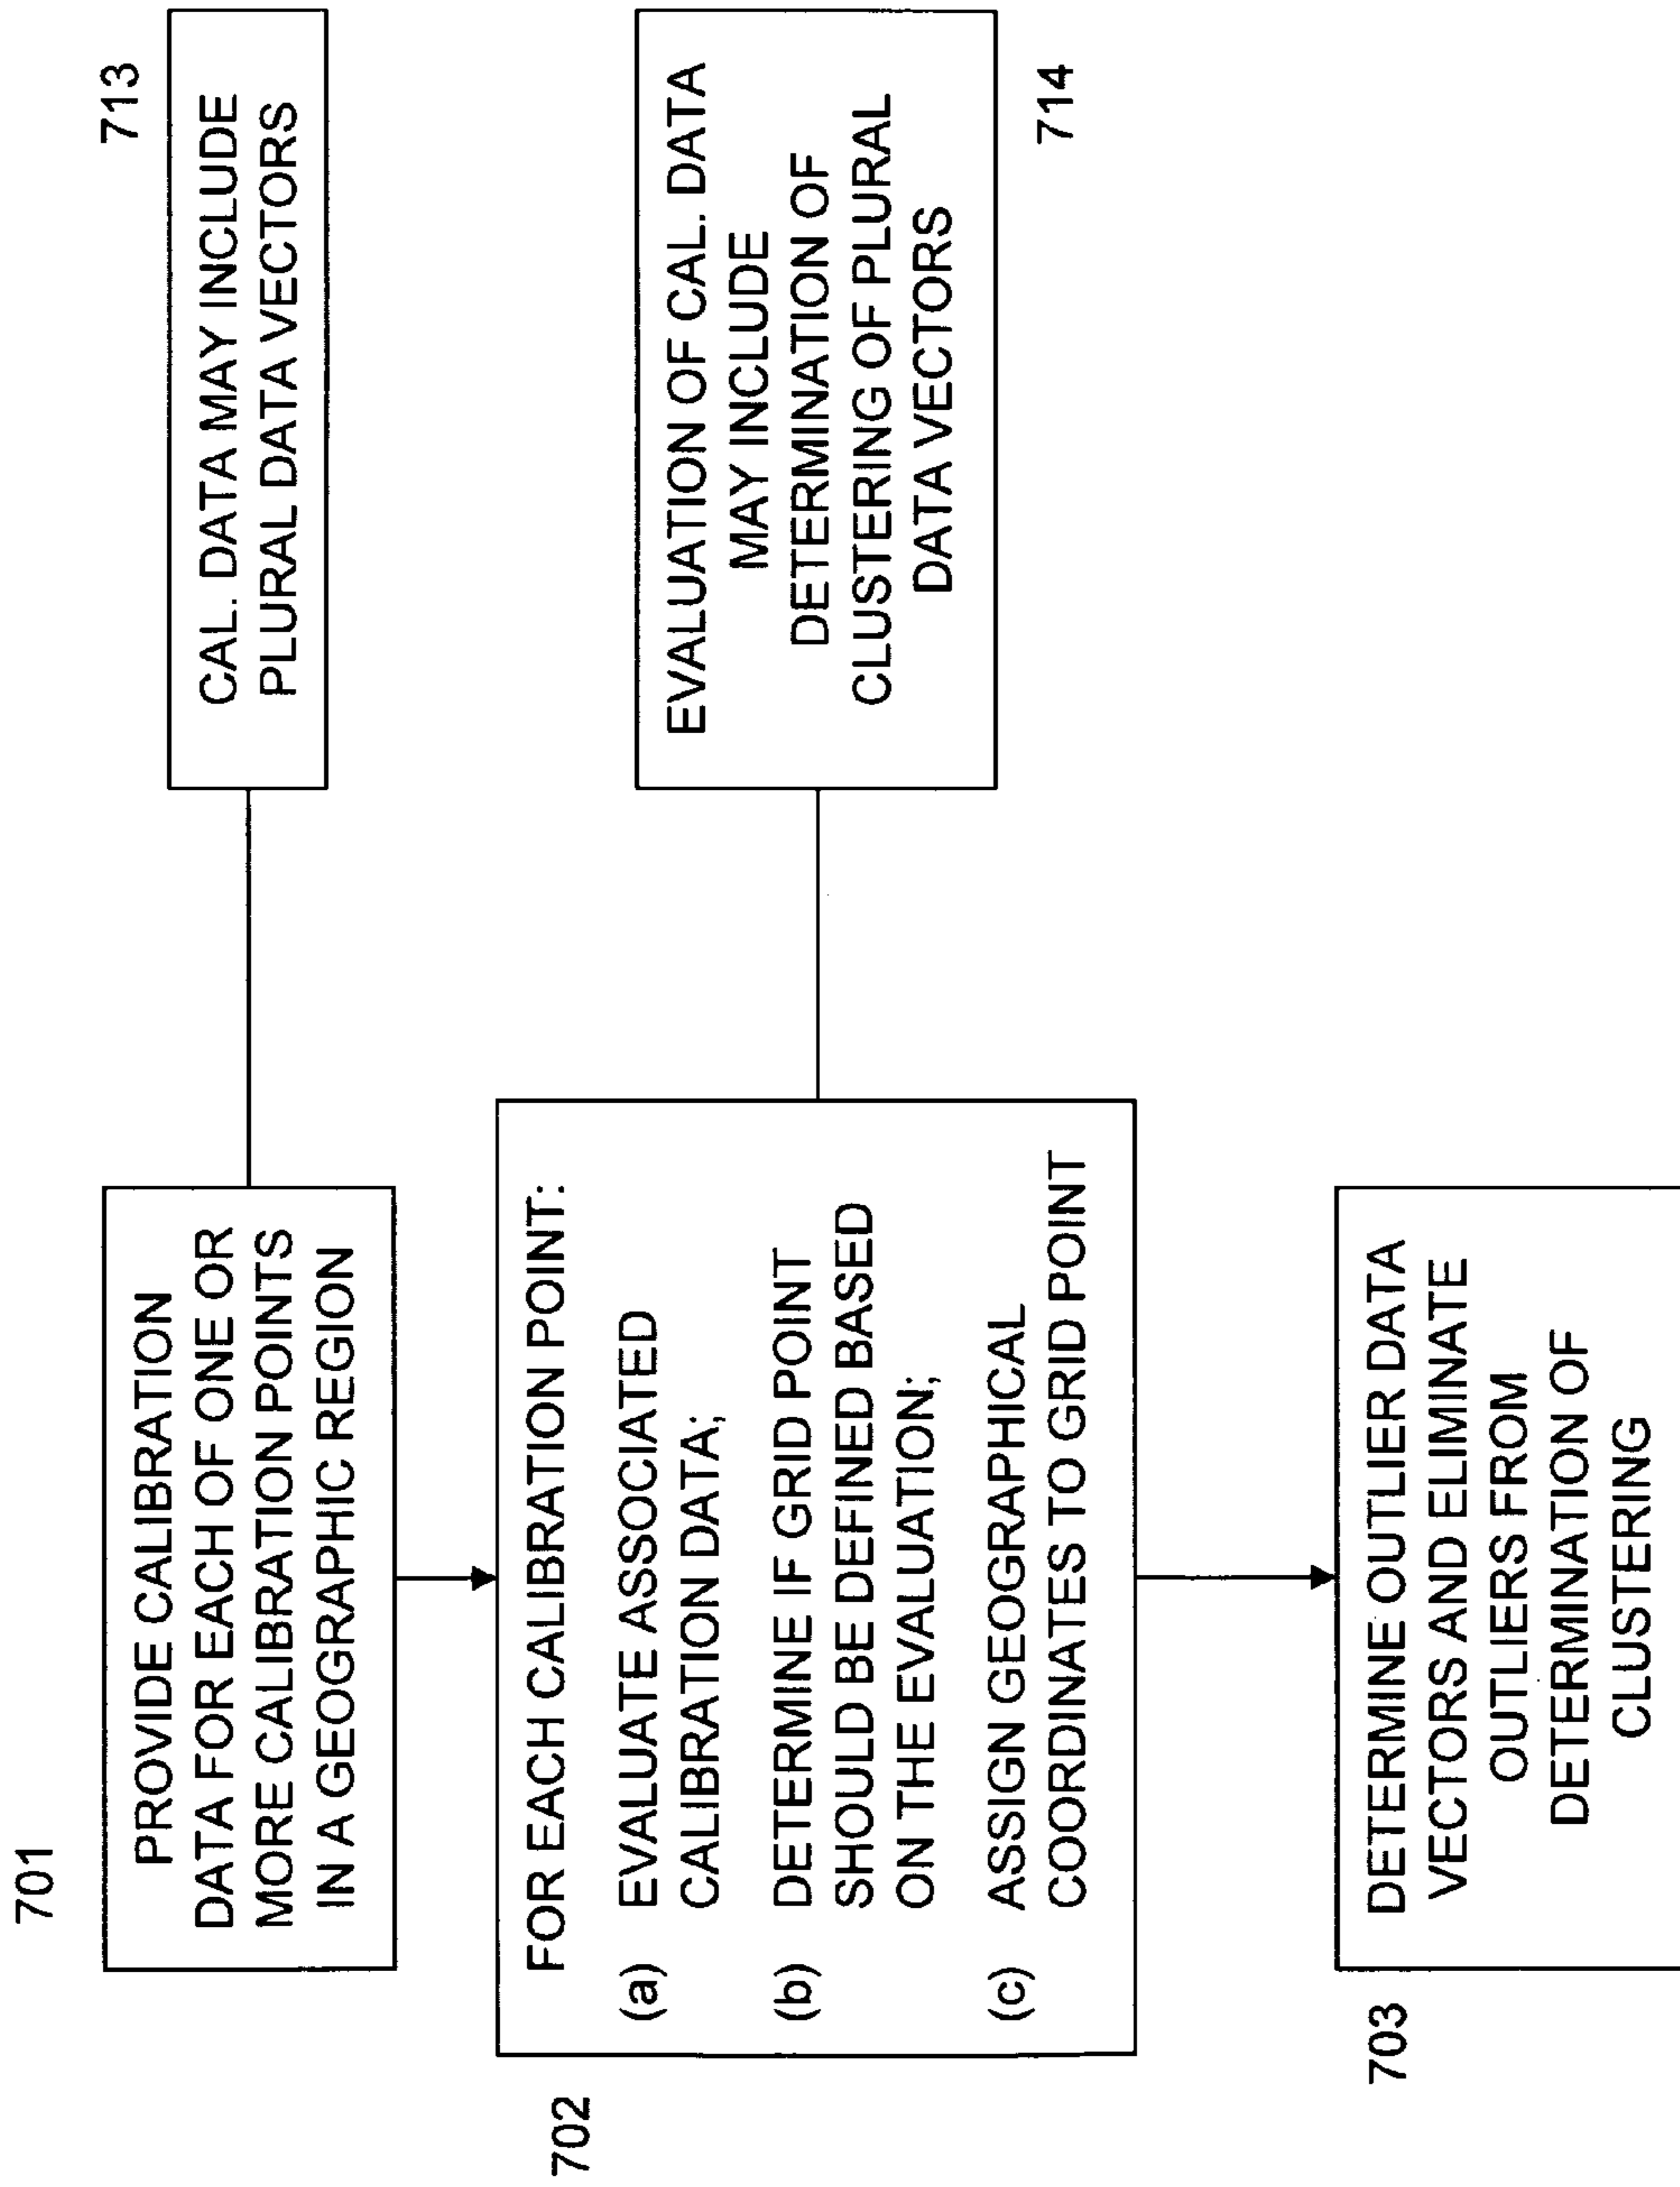 701
PROVIDE CALIBRATION
DATA FOR EACH OF ONE OR
MORE CALIBRATION POINTS
IN A GEOGRAPHIC REGION
713
CAL. DATA MAY INCLUDE
PLURAL DATA VECTORS
702
FOR EACH CALIBRATION POINT:
(a) EVALUATE ASSOCIATED
CALIBRATION DATA;
(b) DETERMINE IF GRID POINT
SHOULD BE DEFINED BASED
ON THE EVALUATION;
(c) ASSIGN GEOGRAPHICAL
COORDINATES TO GRID POINT
EVALUATION OF CAL. DATA
MAY INCLUDE
DETERMINATION OF
CLUSTERING OF PLURAL
DATA VECTORS
714
703
DETERMINE OUTLIER DATA
VECTORS AND ELIMINATE
OUTLIERS FROM
DETERMINATION OF
CLUSTERING